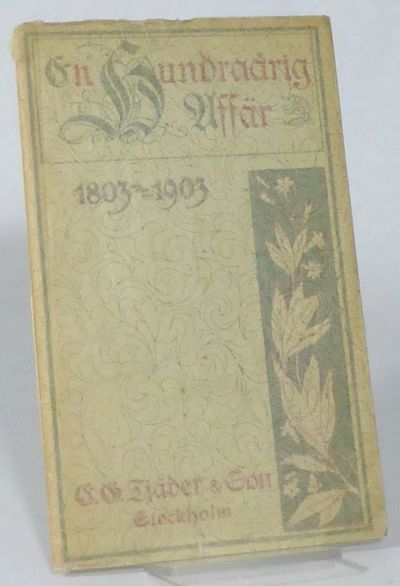 En Hundraårig
Affär
1803-1903
C. G. Tjäder & Son
Stockholm